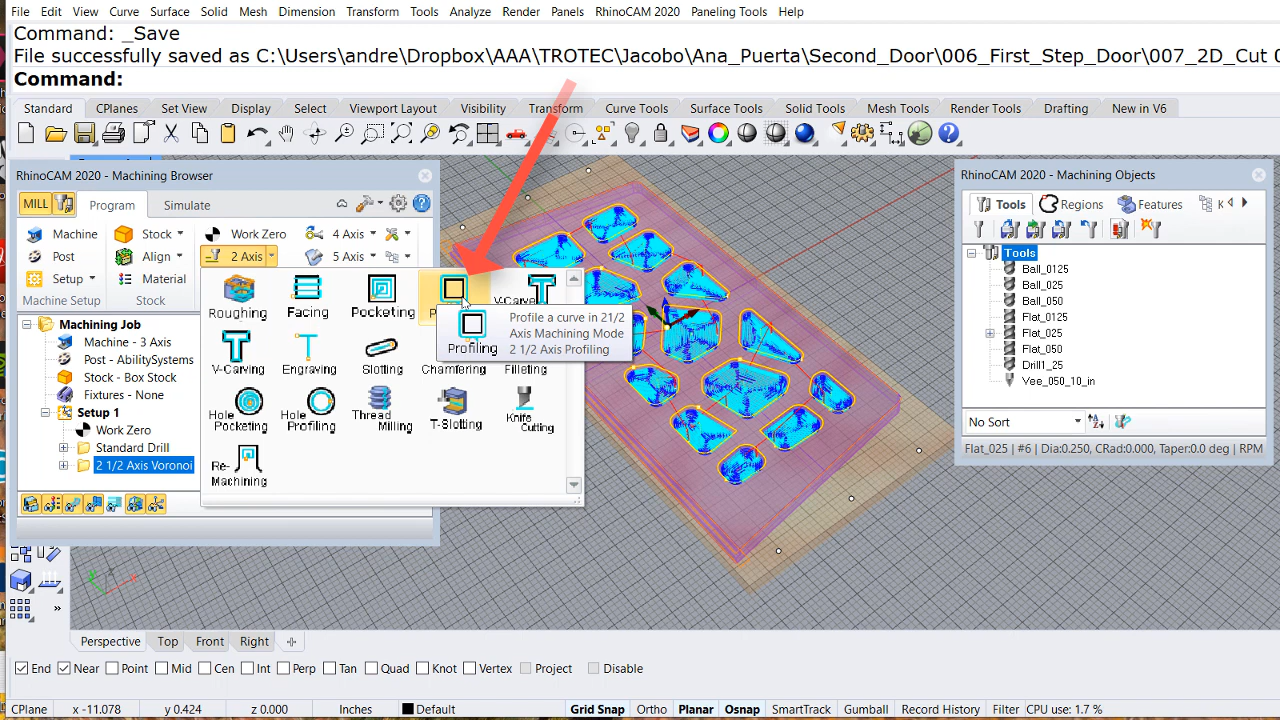 File Edit View Curve Surface Solid Mesh Dimension Transform Tools Analyze Render Panels RhinoCAM 2020 Paneling Tools Help
Command: _Save
File successfully saved as C:\Users\andre\Dropbox\AAA\TROTEC\Jacobo\Ana_Puerta\Second_Door\006_First_Step_Door\007_2D_Cut
Command:
Standard CPlanes Set View Display Select Viewport Layout Visibility Transform Curve Tools Surface Tools Solid Tools Mesh Tools Render Tools Drafting New in V6
RhinoCAM 2020 - Machining Browser
MILL Program Simulate
Machine Stock Work Zero 4 Axis
Post Align 2 Axis 5 Axis
Setup Material
Machine Setup Stock
Roughing Facing Pocketing
V-Carving Engraving Slotting Chamfering Filleting
Hole Pocketing Hole Profiling Thread Milling T-Slotting Knife Cutting
Re-Machining
Profile a curve in 21/2
Axis Machining Mode
2 1/2 Axis Profiling
Profiling
Machining Job
Machine - 3 Axis
Post - AbilitySystems
Stock - Box Stock
Fixtures - None
Setup 1
Work Zero
Standard Drill
2 1/2 Axis Voronoi
RhinoCAM 2020 - Machining Objects
Tools Regions Features K
Tools
Ball_0125
Ball_025
Ball_050
Flat_0125
Flat_025
Flat_050
Drill_25
Vee_050_10_in
No Sort
Flat_025 | #6 | Dia:0.250, CRad:0.000, Taper:0.0 deg | RPM
z y x
Perspective Top Front Right
End Near Point Mid Cen Int Perp Tan Quad Knot Vertex Project Disable
CPlane x -11.078 y 0.424 z 0.000 Inches Default Grid Snap Ortho Planar Osnap SmartTrack Gumball Record History Filter CPU use: 1.7 %